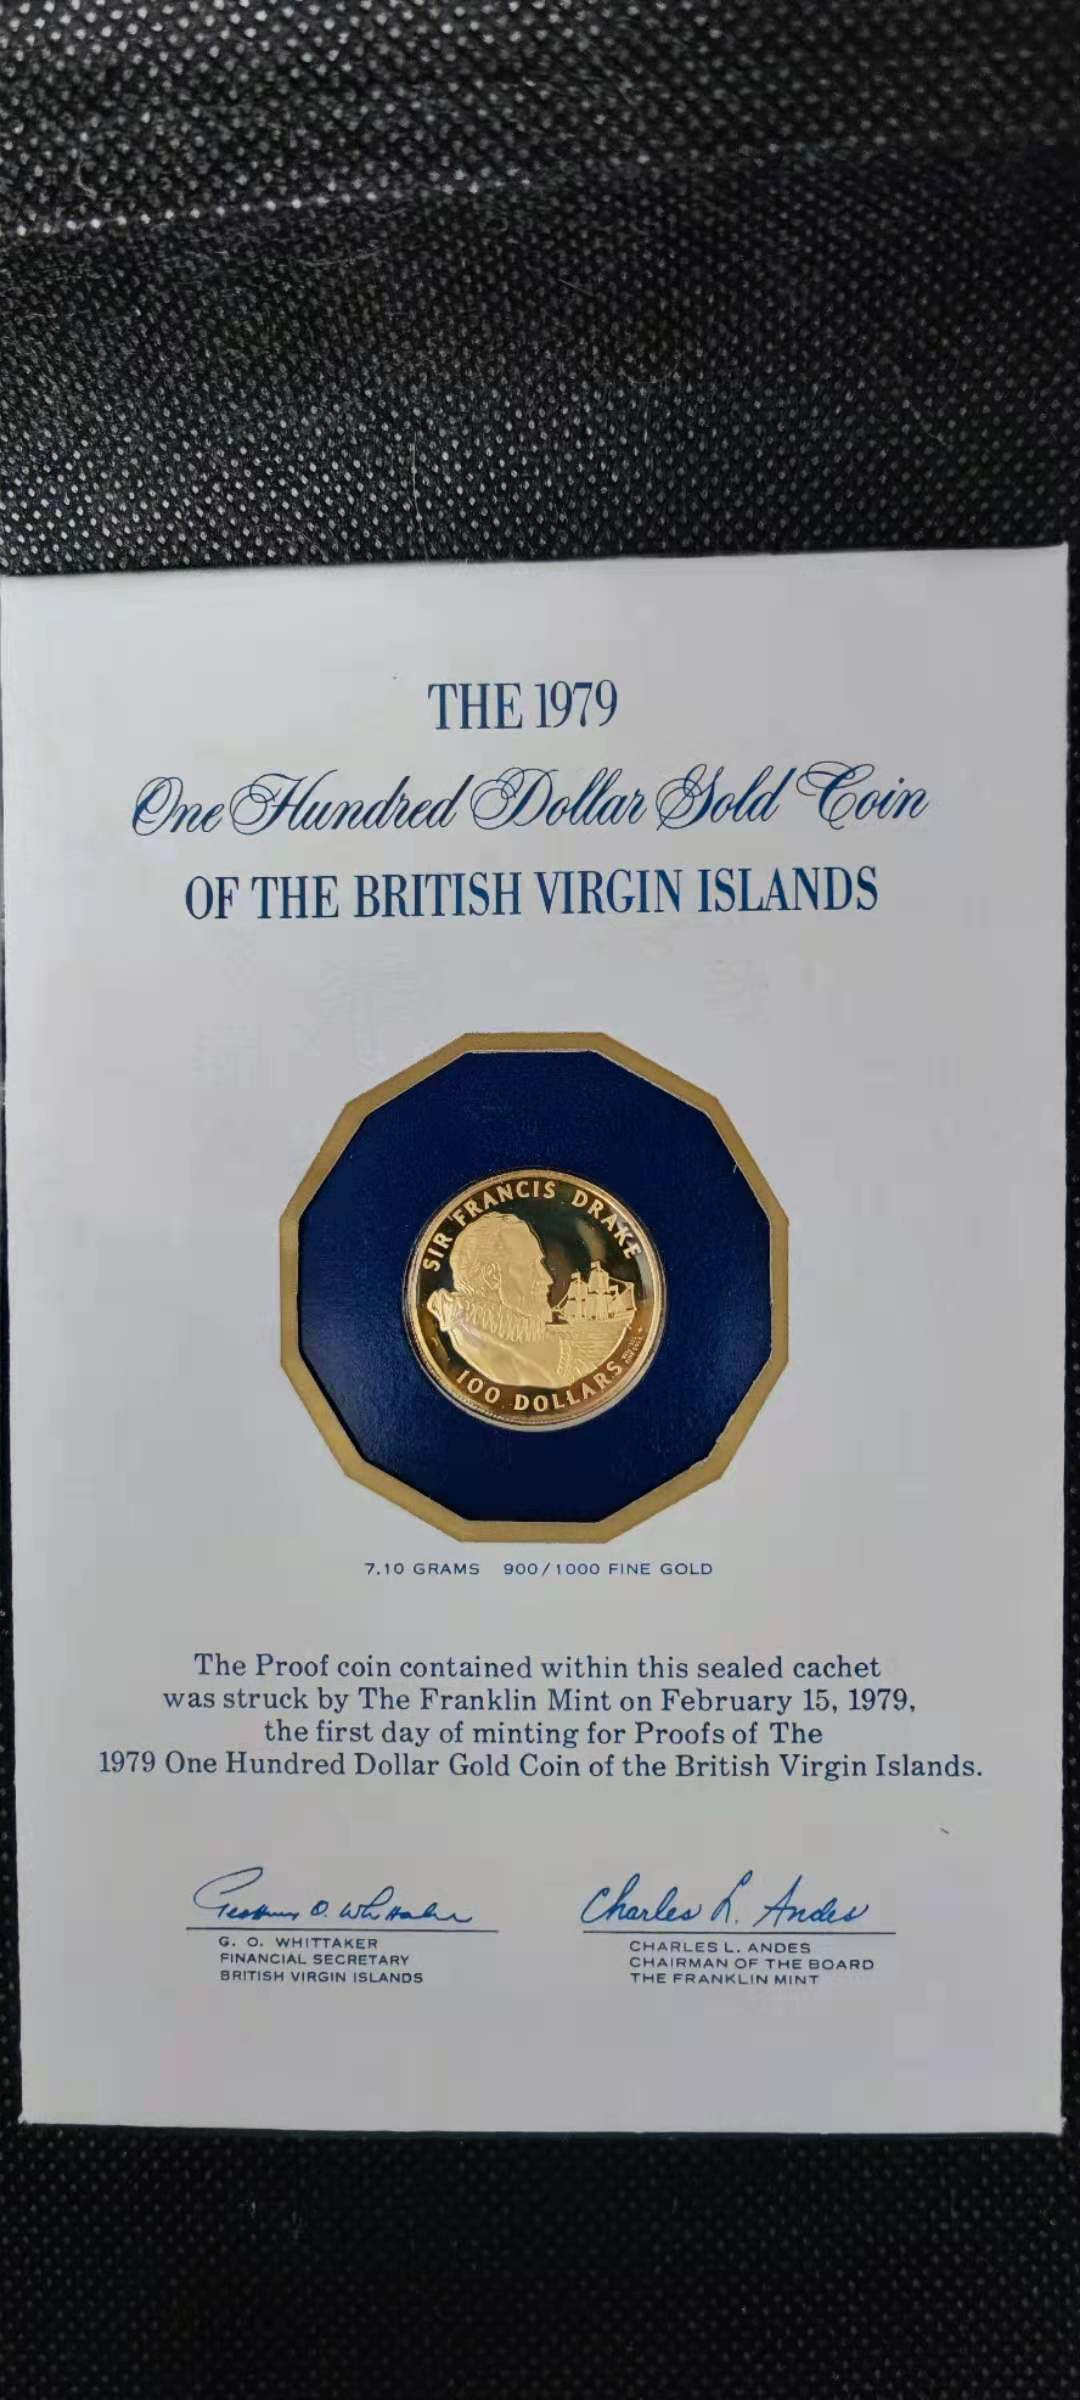 THE 1979
One Hundred Dollar Gold Coin
OF THE BRITISH VIRGIN ISLANDS
SIR FRANCIS DRAKE
100 DOLLARS
7.10 GRAMS 900/1000 FINE GOLD
The Proof coin contained within this sealed cachet
was struck by The Franklin Mint on February 15, 1979,
the first day of minting for Proofs of The
1979 One Hundred Dollar Gold Coin of the British Virgin Islands.
Charles L. Andes
G. O. WHITTAKER
FINANCIAL SECRETARY
BRITISH VIRGIN ISLANDS
CHARLES L. ANDES
CHAIRMAN OF THE BOARD
THE FRANKLIN MINT